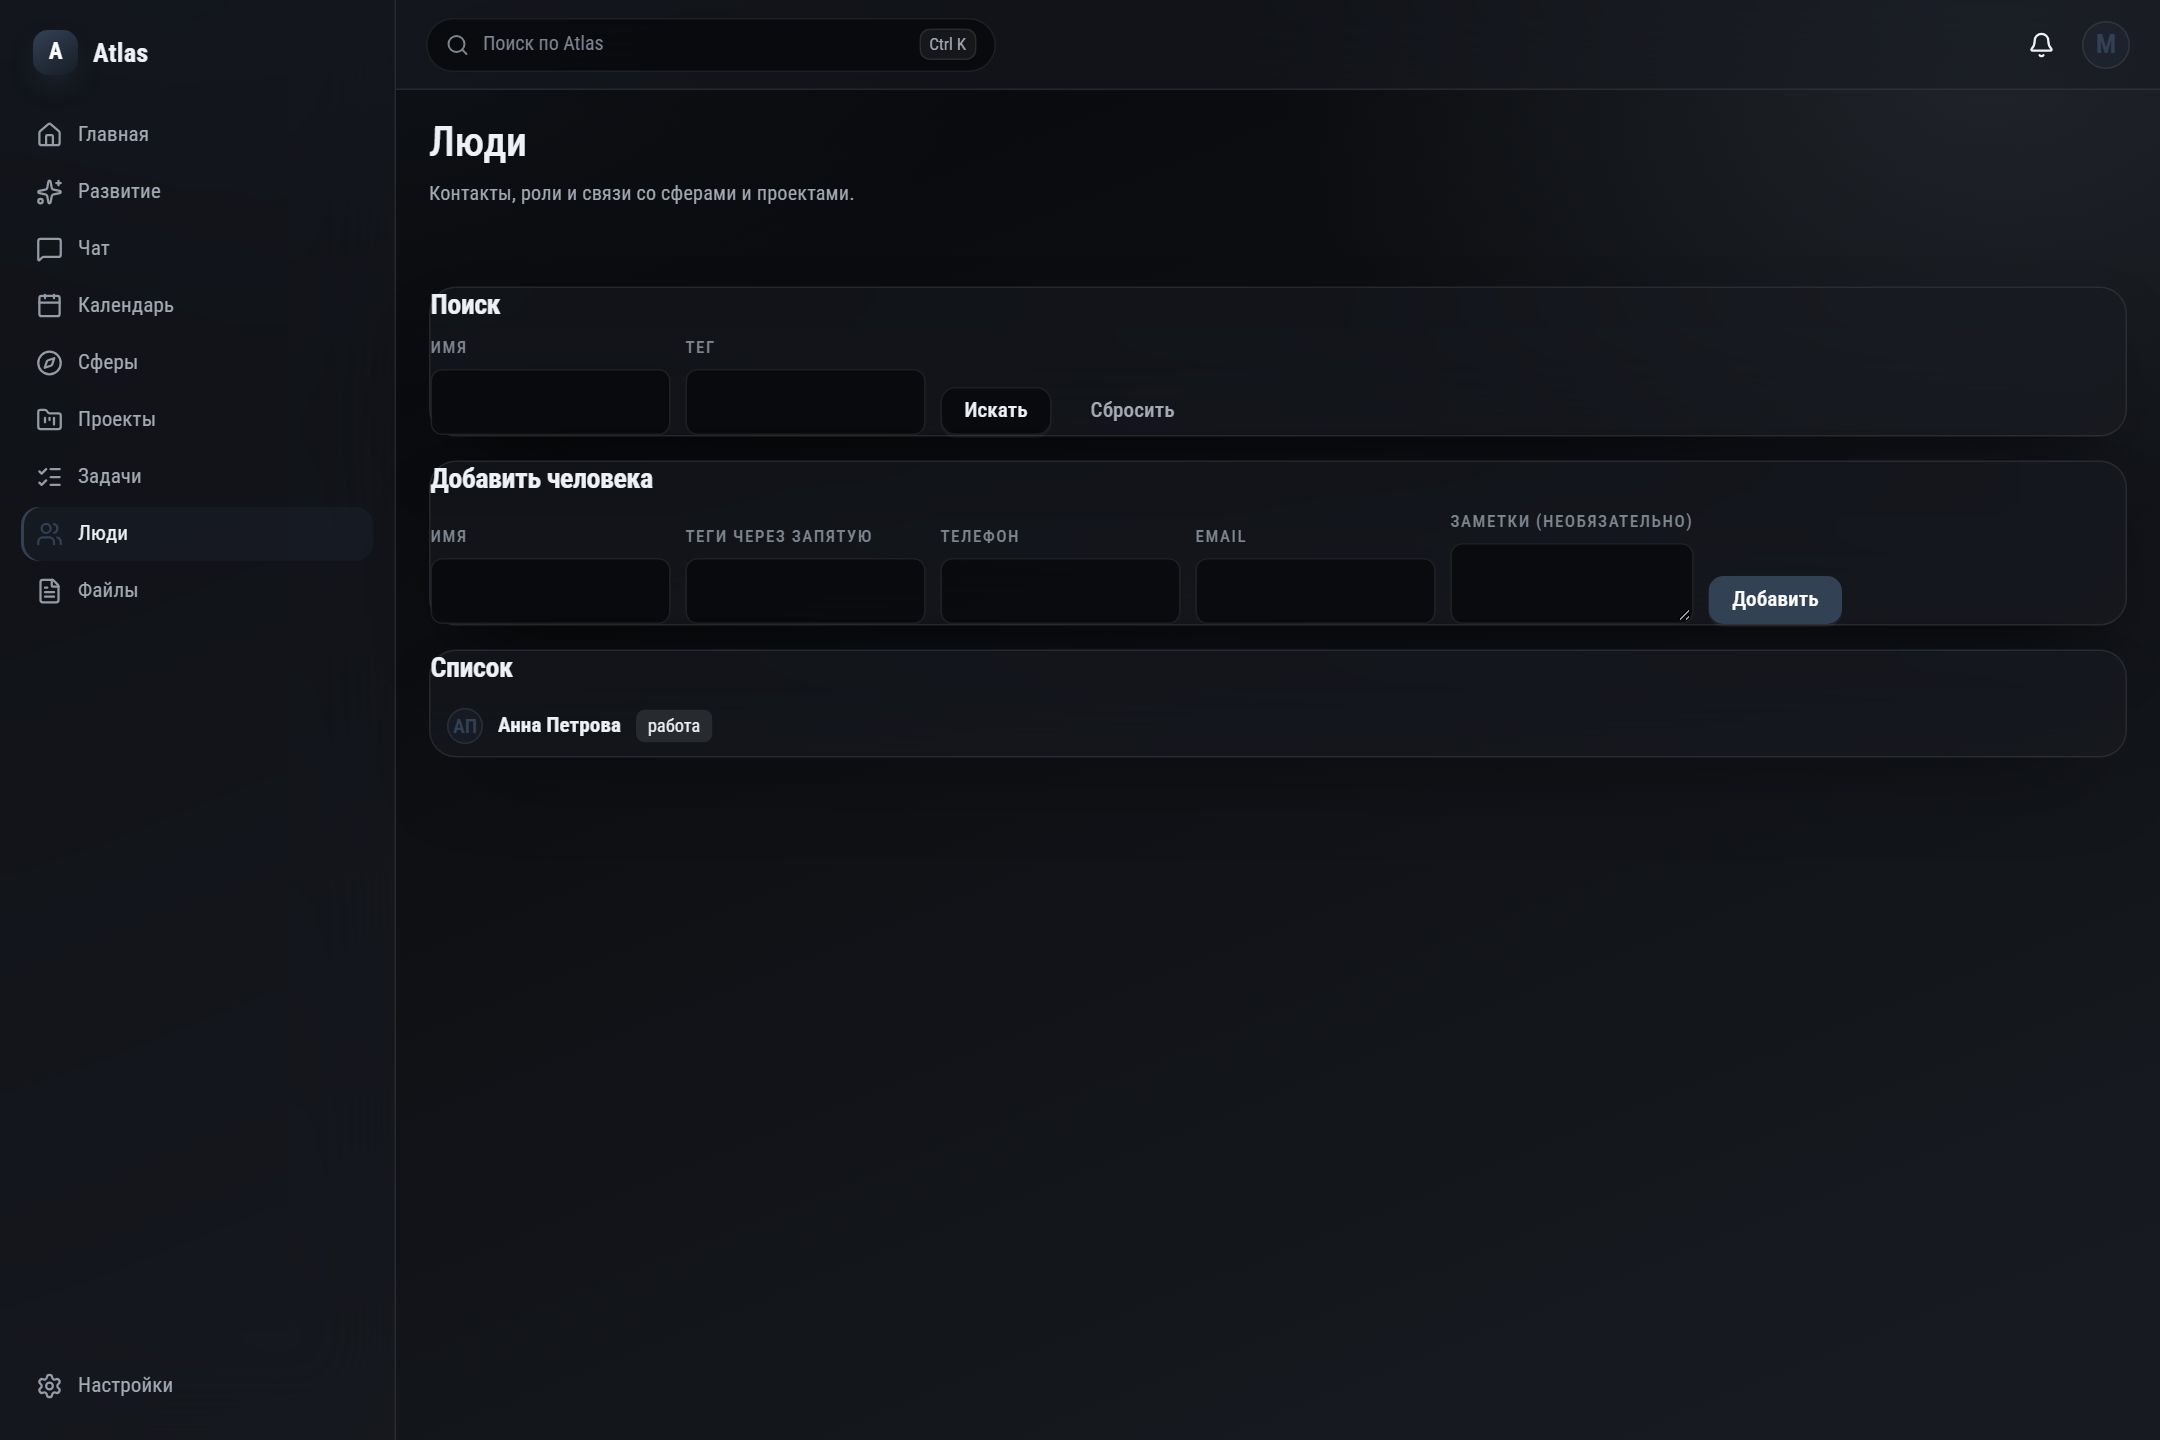 A Atlas
Поиск по Atlas Ctrl K
M
Главная
Развитие
Чат
Календарь
Сферы
Проекты
Задачи
Люди
Файлы
Настройки
Люди
Контакты, роли и связи со сферами и проектами.
Поиск
ИМЯ ТЕГ
Искать Сбросить
Добавить человека
ИМЯ ТЕГИ ЧЕРЕЗ ЗАПЯТУЮ ТЕЛЕФОН EMAIL ЗАМЕТКИ (НЕОБЯЗАТЕЛЬНО)
Добавить
Список
АП Анна Петрова работа